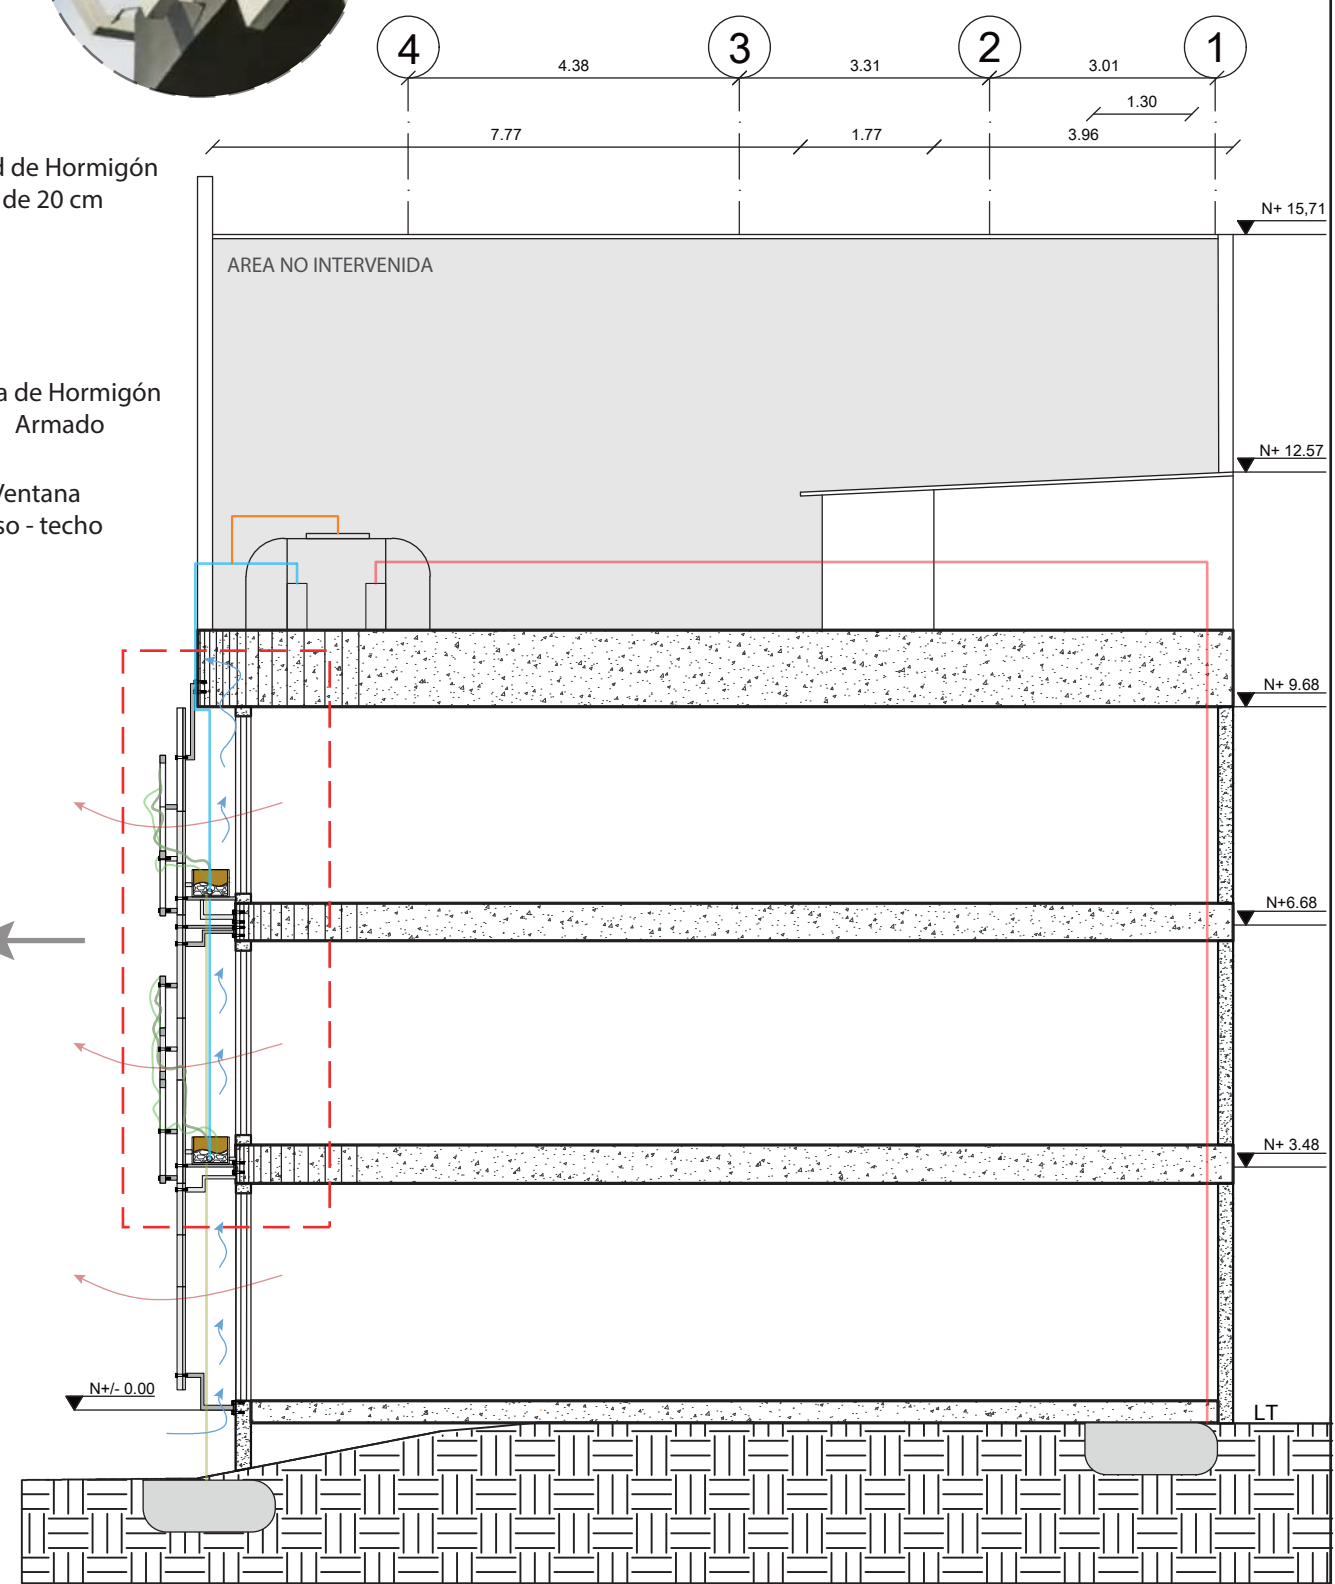 4
3
2
1
4.38
3.31
3.01
1.30
7.77
1.77
3.96
d de Hormigón
de 20 cm
N+ 15,71
AREA NO INTERVENIDA
a de Hormigón
Armado
N+ 12.57
Ventana
so - techo
N+ 9.68
N+6.68
N+ 3.48
N+/- 0.00
LT